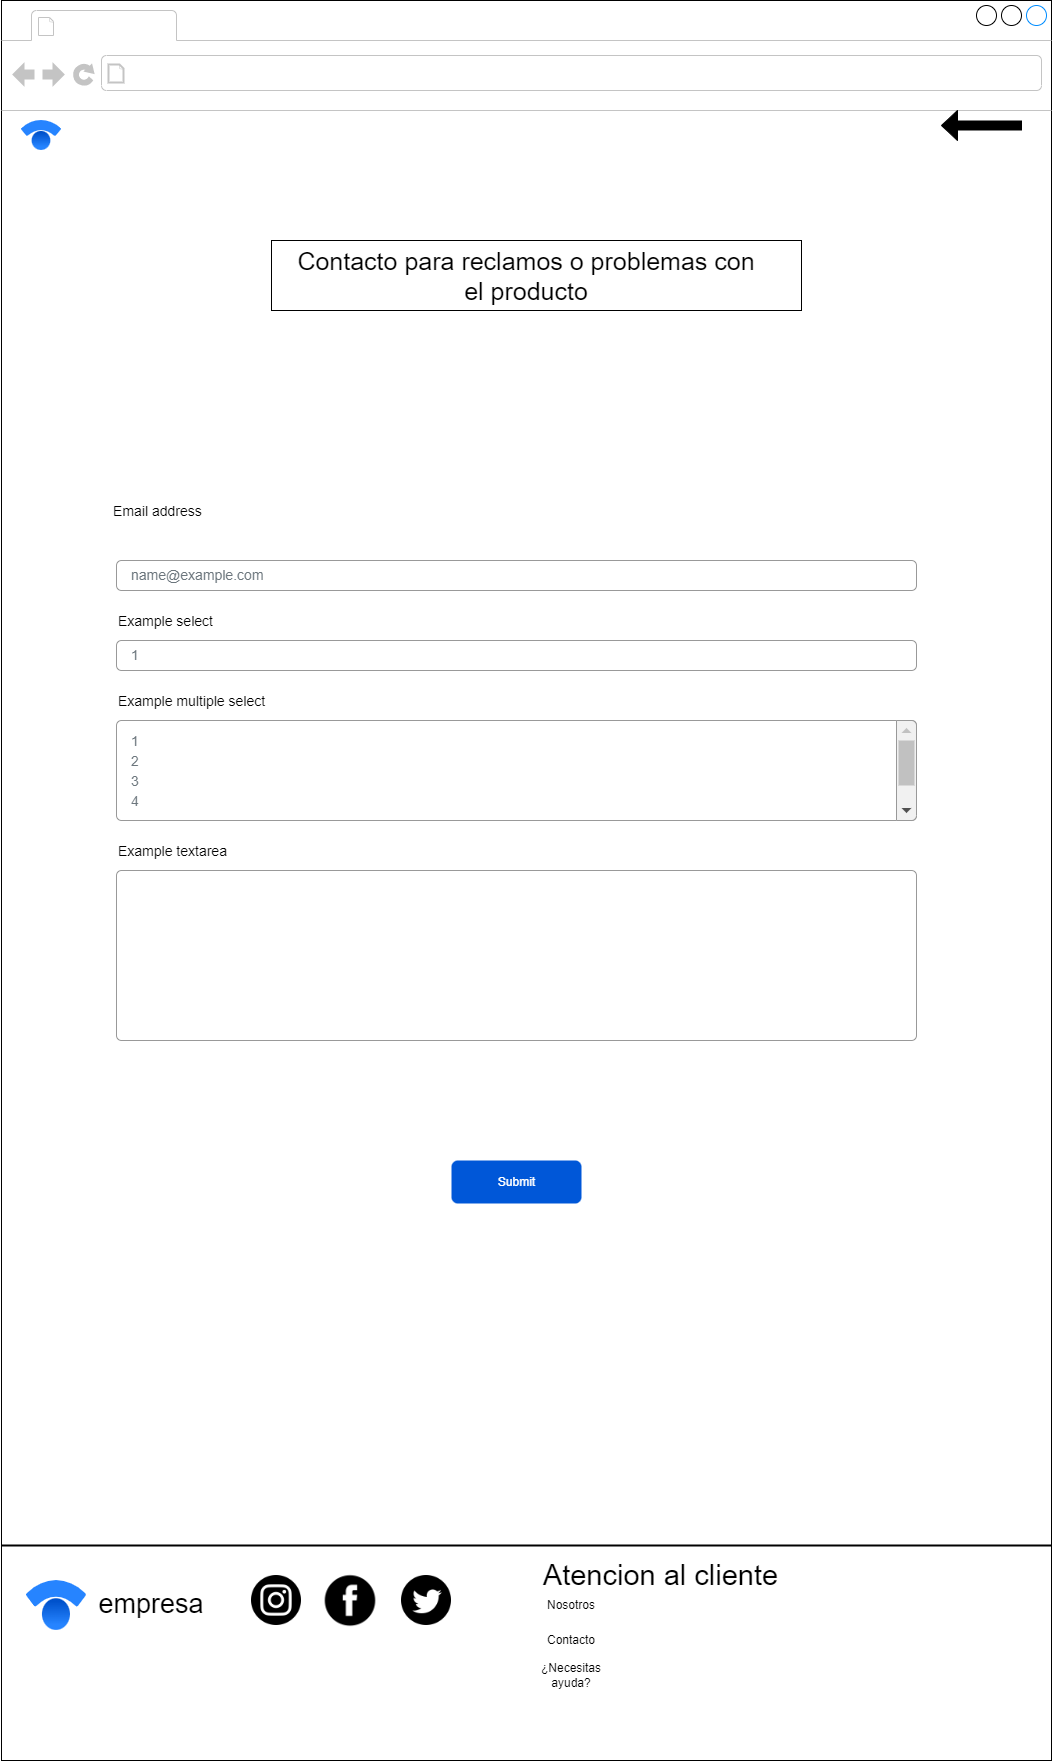 Contacto para reclamos o problemas con
el producto
Email address
name@example.com
Example select
1
Example multiple select
1
2
3
4
Example textarea
Submit
empresa
Atencion al cliente
Nosotros
Contacto
¿Necesitas
ayuda?